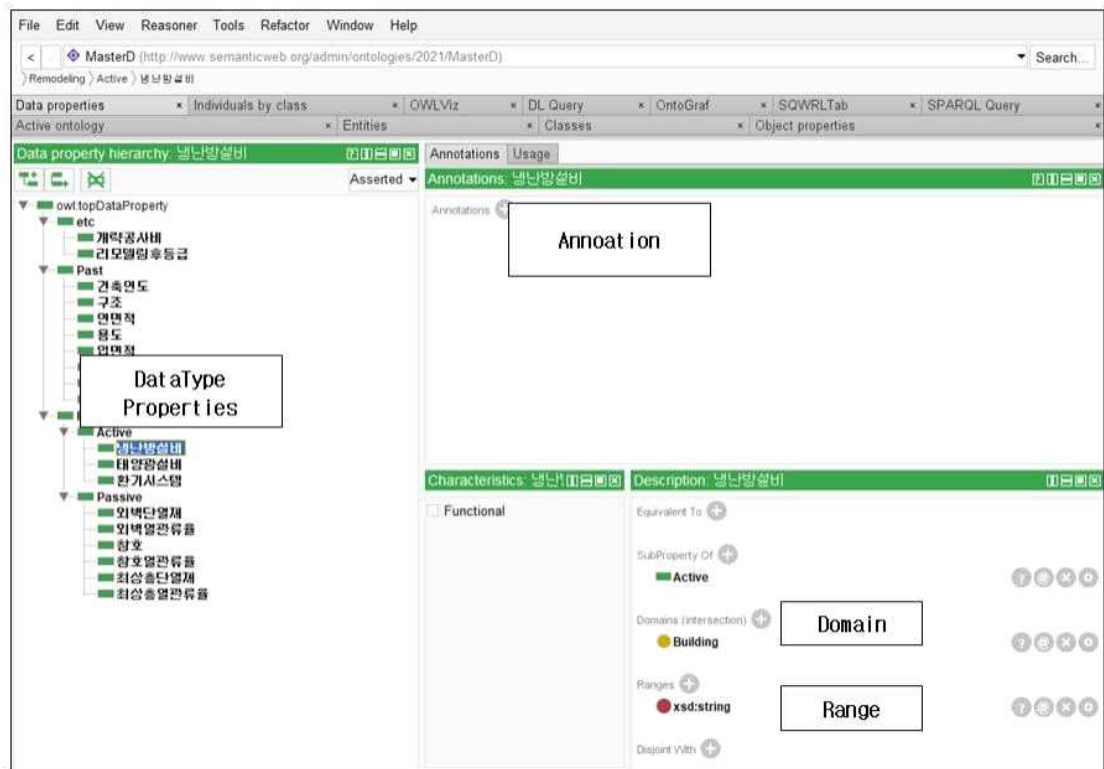 File Edit View Reasoner Tools Refactor Window Help
< MasterD (http://www.semanticweb.org/admin/ontologies/2021/MasterD) Search...
Remodeling Active 냉난방설비
Data properties × Individuals by class × OWLViz × DL Query × OntoGraf × SQWRLTab × SPARQL Query ×
Active ontology × Entities × Classes × Object properties ×
Data property hierarchy: 냉난방설비
Asserted
owl:topDataProperty
etc
개략공사비
리모델링후등급
Past
건축연도
구조
연면적
용도
입면적
DataType
Properties
Active
냉난방설비
태양광설비
환기시스템
Passive
외벽단열재
외벽열관류율
창호
창호열관류율
최상층단열재
최상층열관류율
Annotations Usage
Annotations: 냉난방설비
Annotations
Annoation
Characteristics: 냉난
Functional
Description: 냉난방설비
Equivalent To
SubProperty Of
Active
Domains (intersection)
Domain
Building
Ranges
xsd:string
Range
Disjoint With